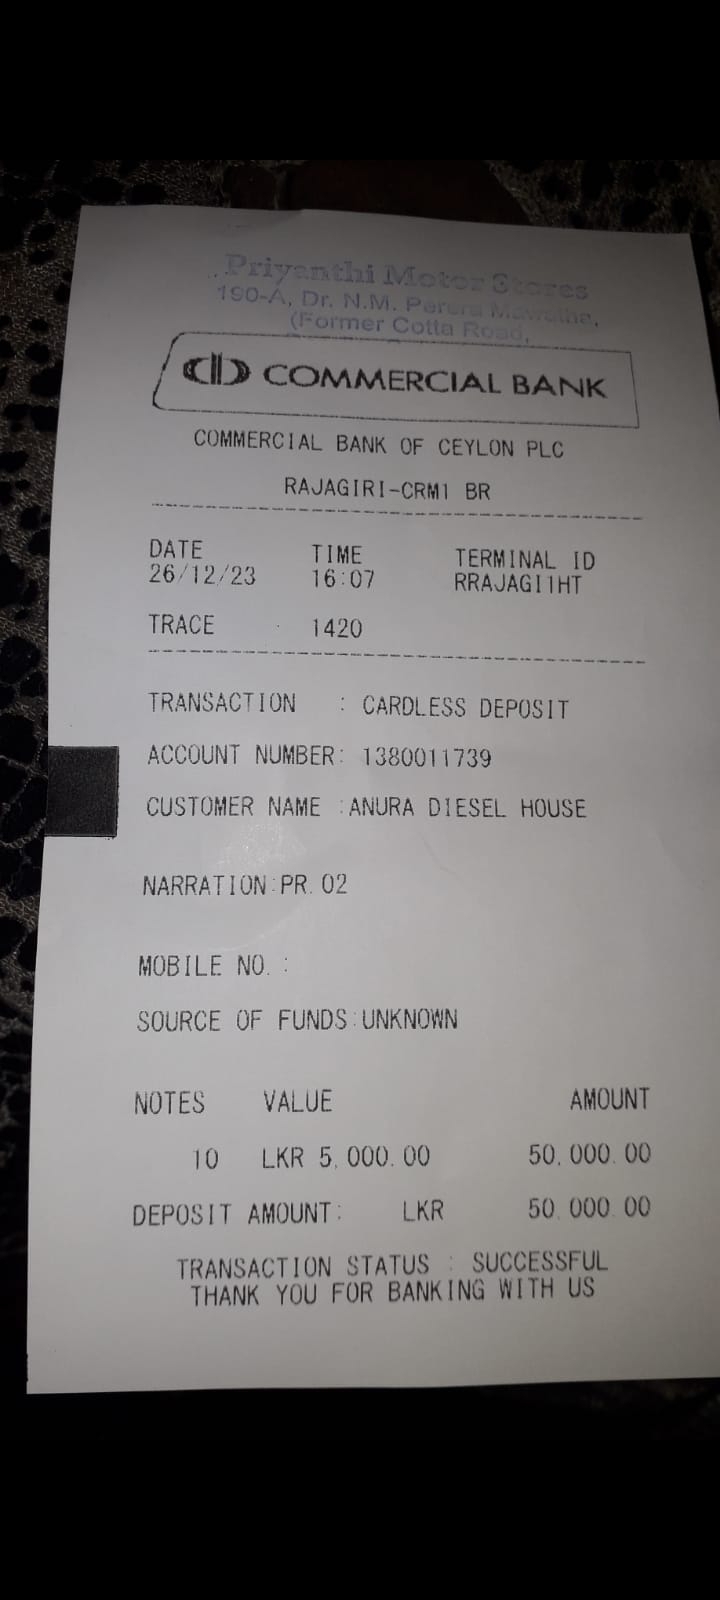 Priyanthi Motor Stores
190-A, Dr. N.M. Perera Mawatha,
(Former Cotta Road,
COMMERCIAL BANK
COMMERCIAL BANK OF CEYLON PLC
RAJAGIRI-CRM1 BR
DATE TIME TERMINAL ID
26/12/23 16:07 RRAJAGI1HT
TRACE 1420
TRANSACTION : CARDLESS DEPOSIT
ACCOUNT NUMBER: 1380011739
CUSTOMER NAME :ANURA DIESEL HOUSE
NARRATION:PR.02
MOBILE NO. :
SOURCE OF FUNDS:UNKNOWN
NOTES VALUE AMOUNT
10 LKR 5,000.00 50,000.00
DEPOSIT AMOUNT: LKR 50,000.00
TRANSACTION STATUS : SUCCESSFUL
THANK YOU FOR BANKING WITH US